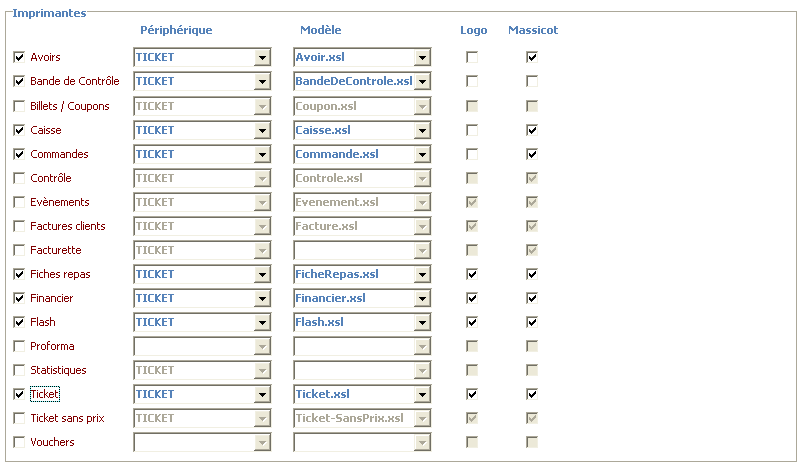 Imprimantes
Périphérique Modèle Logo Massicot
Avoirs TICKET Avoir.xsl
Bande de Contrôle TICKET BandeDeControle.xsl
Billets / Coupons TICKET Coupon.xsl
Caisse TICKET Caisse.xsl
Commandes TICKET Commande.xsl
Contrôle TICKET Controle.xsl
Evènements TICKET Evenement.xsl
Factures clients TICKET Facture.xsl
Facturette TICKET
Fiches repas TICKET FicheRepas.xsl
Financier TICKET Financier.xsl
Flash TICKET Flash.xsl
Proforma
Statistiques TICKET
Ticket TICKET Ticket.xsl
Ticket sans prix TICKET Ticket-SansPrix.xsl
Vouchers